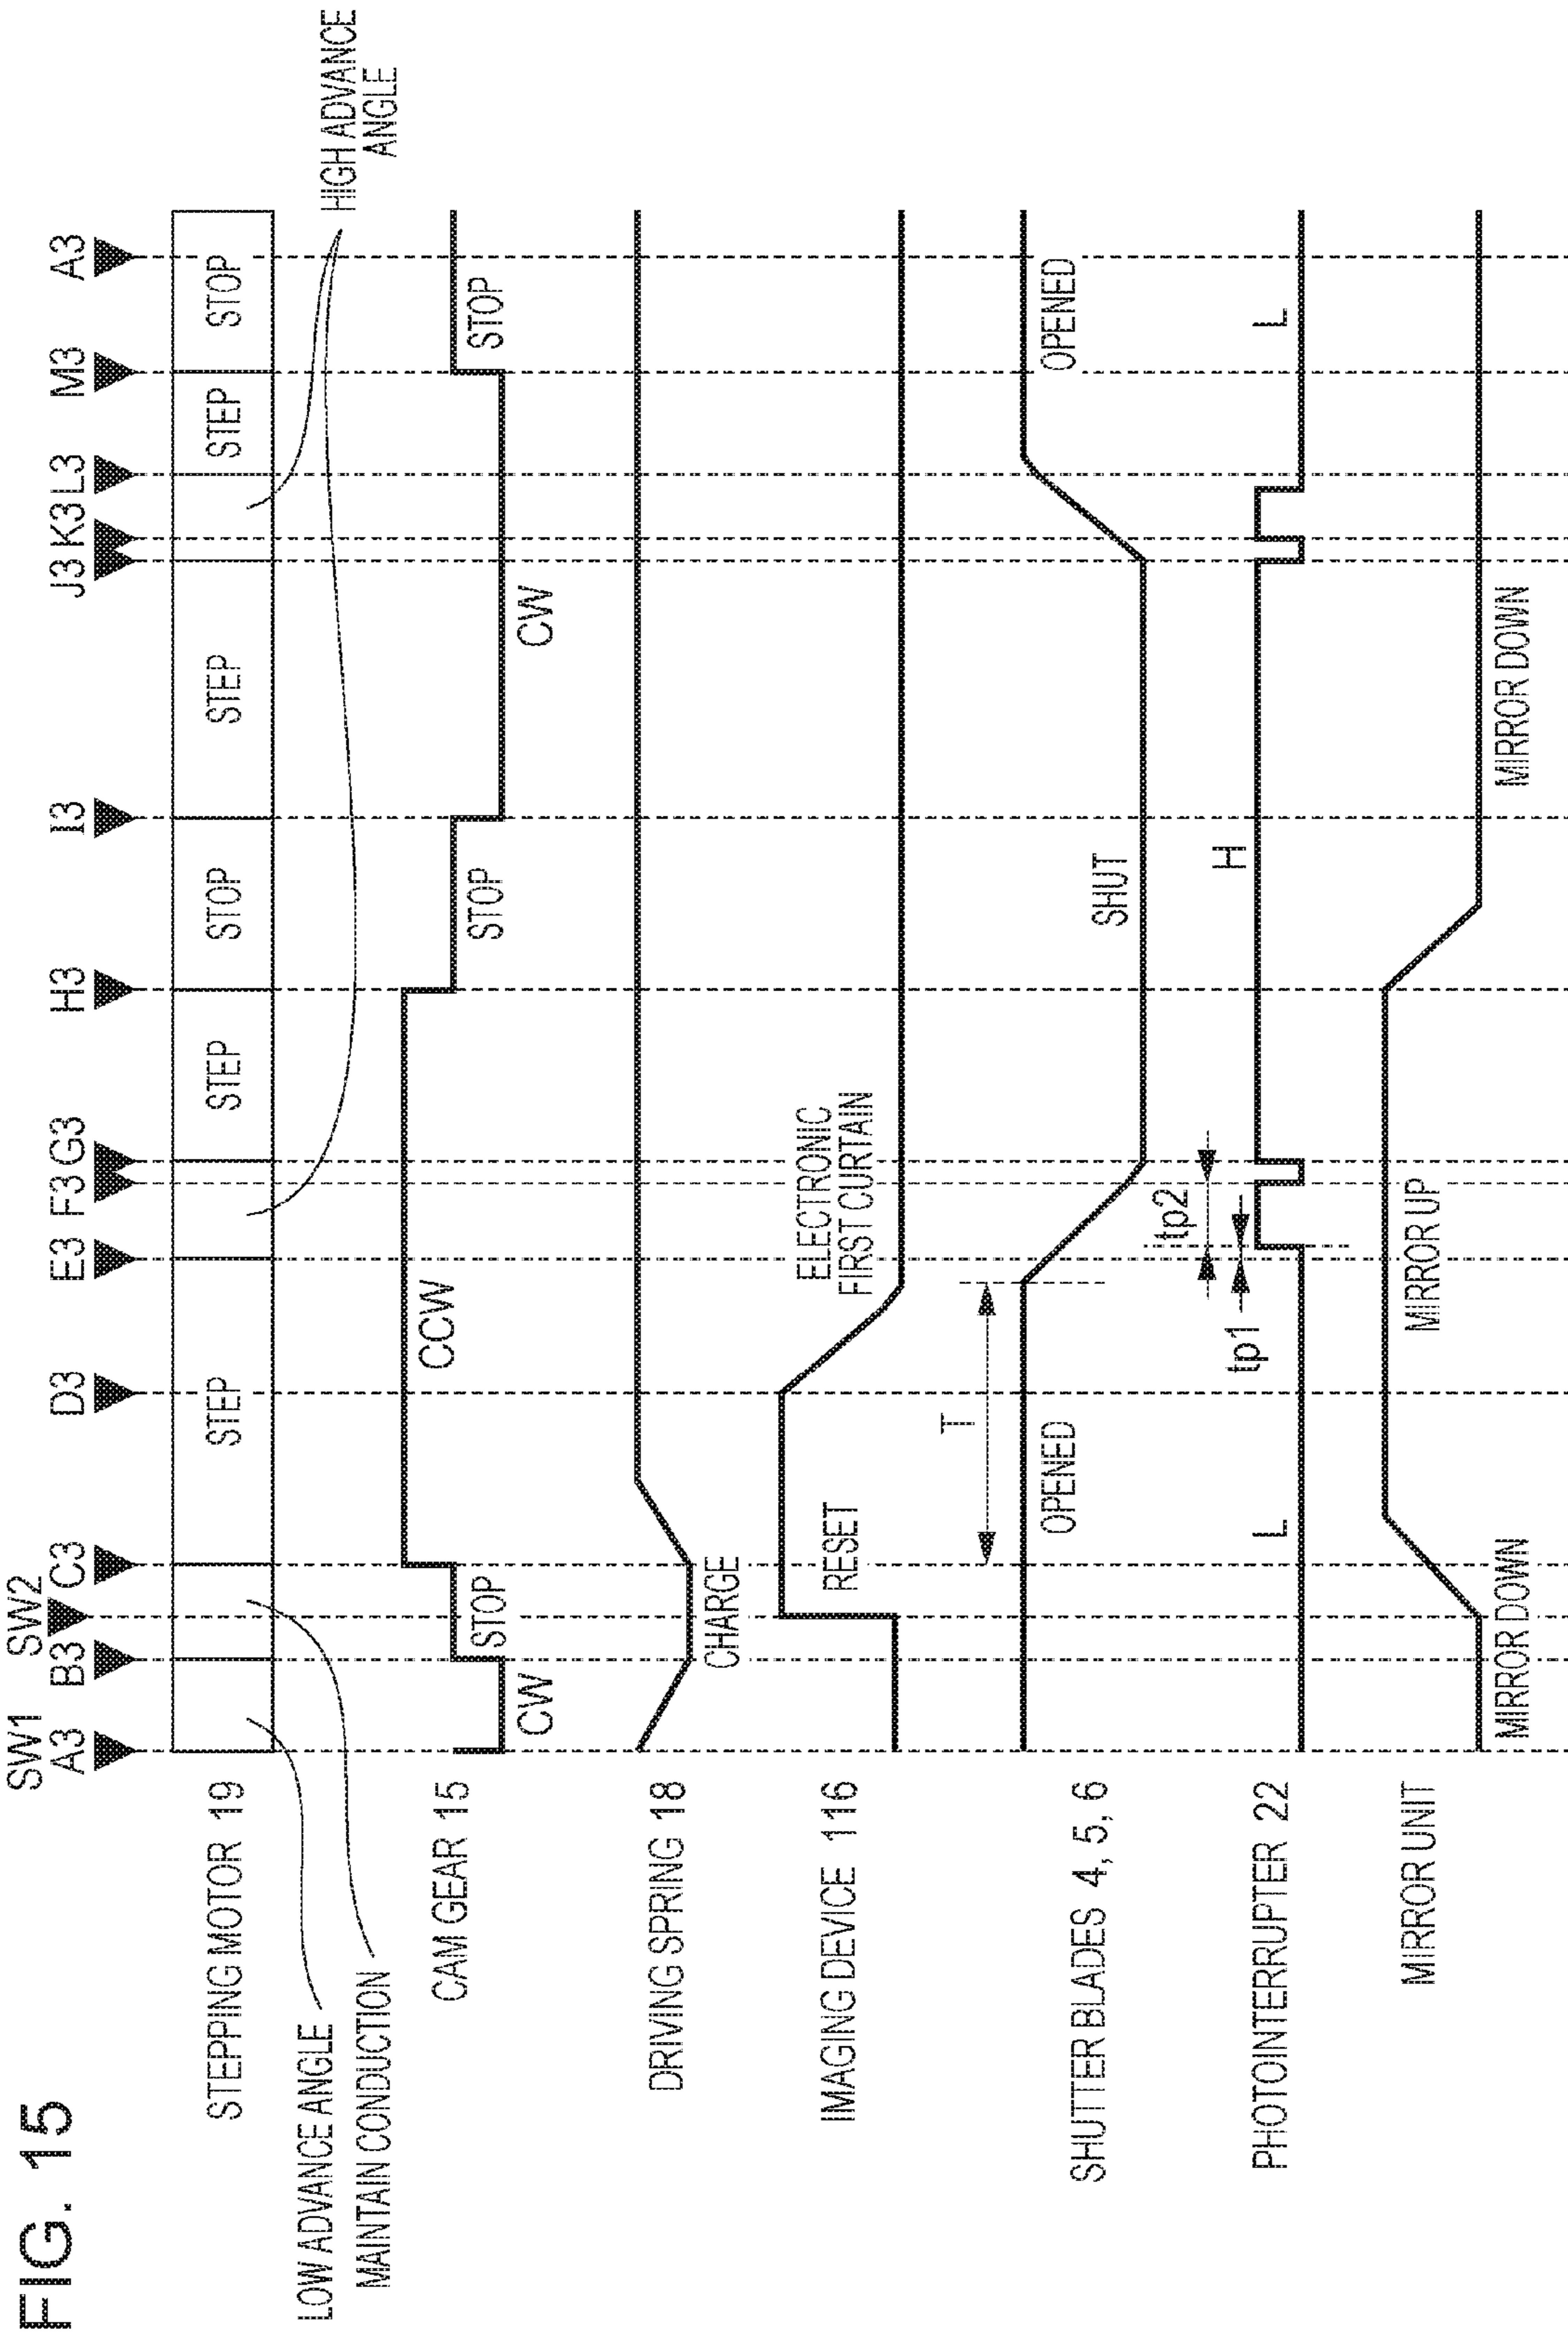 FIG. 15
SW1
SW2
A3
B3
C3
D3
E3
F3
G3
H3
I3
J3
K3
L3
M3
A3
STEPPING MOTOR 19
STEP
STEP
STOP
STEP
STEP
STOP
LOW ADVANCE ANGLE
MAINTAIN CONDUCTION
HIGH ADVANCE
ANGLE
CAM GEAR 15
CW
STOP
CCW
STOP
CW
STOP
DRIVING SPRING 18
CHARGE
IMAGING DEVICE 116
RESET
ELECTRONIC
FIRST CURTAIN
SHUTTER BLADES 4, 5, 6
T
OPENED
SHUT
OPENED
PHOTOINTERRUPTER 22
L
tp1
tp2
H
L
MIRROR UNIT
MIRROR DOWN
MIRROR UP
MIRROR DOWN